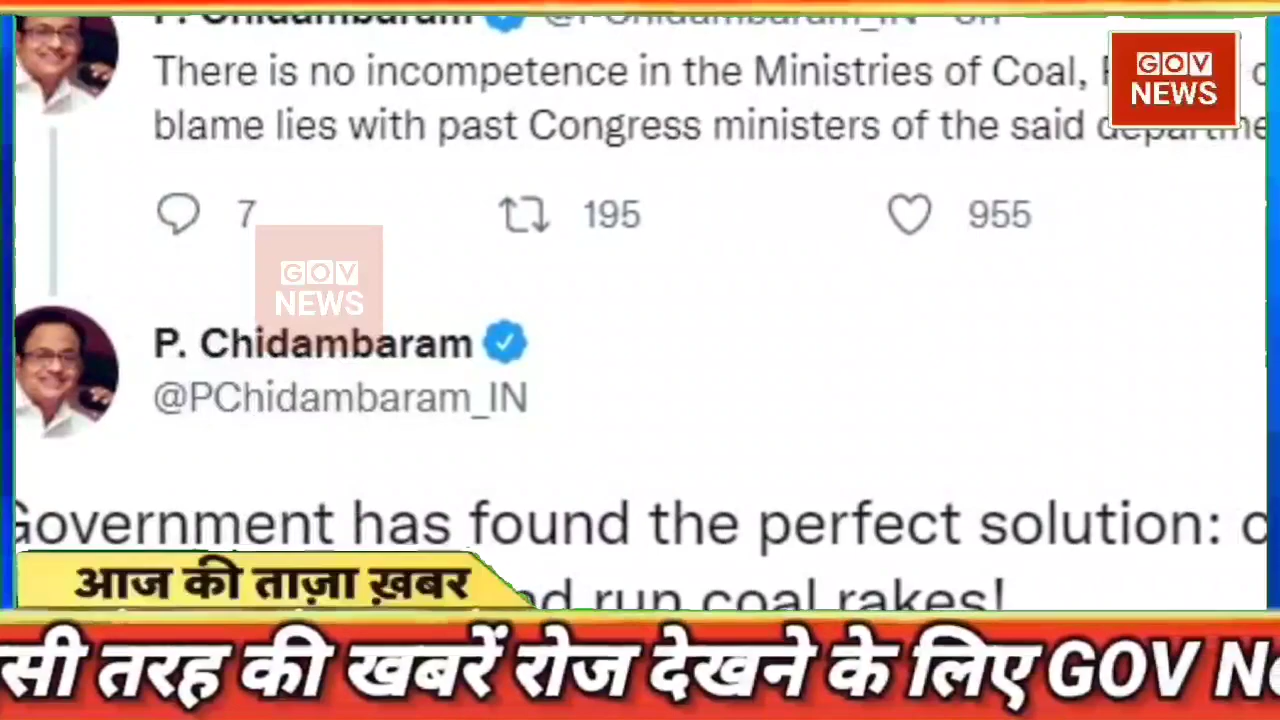 P. Chidambaram @PChidambaram_IN
There is no incompetence in the Ministries of Coal,
GOV
NEWS
blame lies with past Congress ministers of the said
7 195 955
GOV
NEWS
P. Chidambaram
@PChidambaram_IN
Government has found the perfect solution:
run coal rakes!
आज की ताज़ा ख़बर
तरह की खबरें रोज देखने के लिए GOV